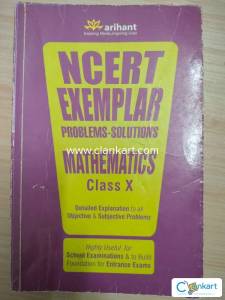 arihant
www.clankart.com
NCERT
EXEMPLAR
PROBLEMS-SOLUTIONS
MATHEMATICS
Class X
Detailed Explanation to all
Objective & Subjective Problems
Highly Useful for
School Examinations & to Build
Foundation for Entrance Exams
Clankart